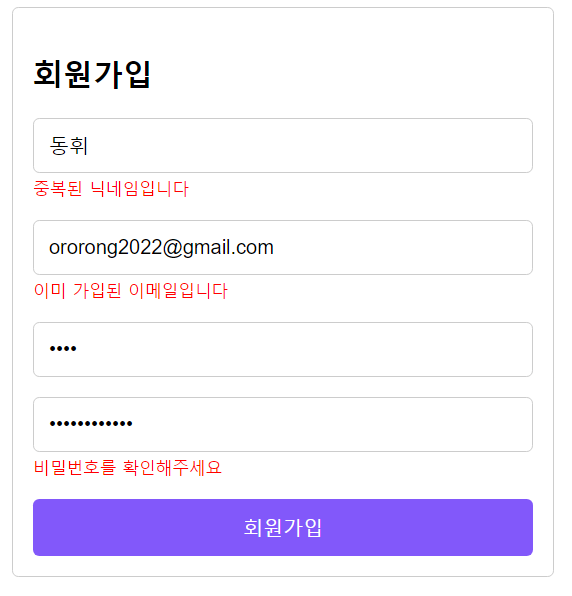 회원가입
동휘
중복된 닉네임입니다
ororong2022@gmail.com
이미 가입된 이메일입니다
••••
••••••••••••
비밀번호를 확인해주세요
회원가입